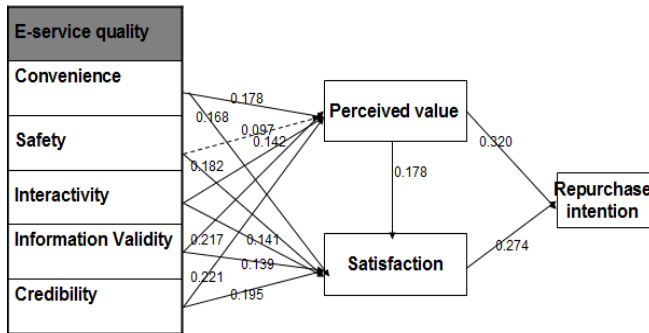 E-service quality
Convenience
Safety
Interactivity
Information Validity
Credibility
0.178
0.168
0.097
0.142
0.182
0.217
0.141
0.139
0.221
0.195
Perceived value
0.178
Satisfaction
0.320
0.274
Repurchase
intention